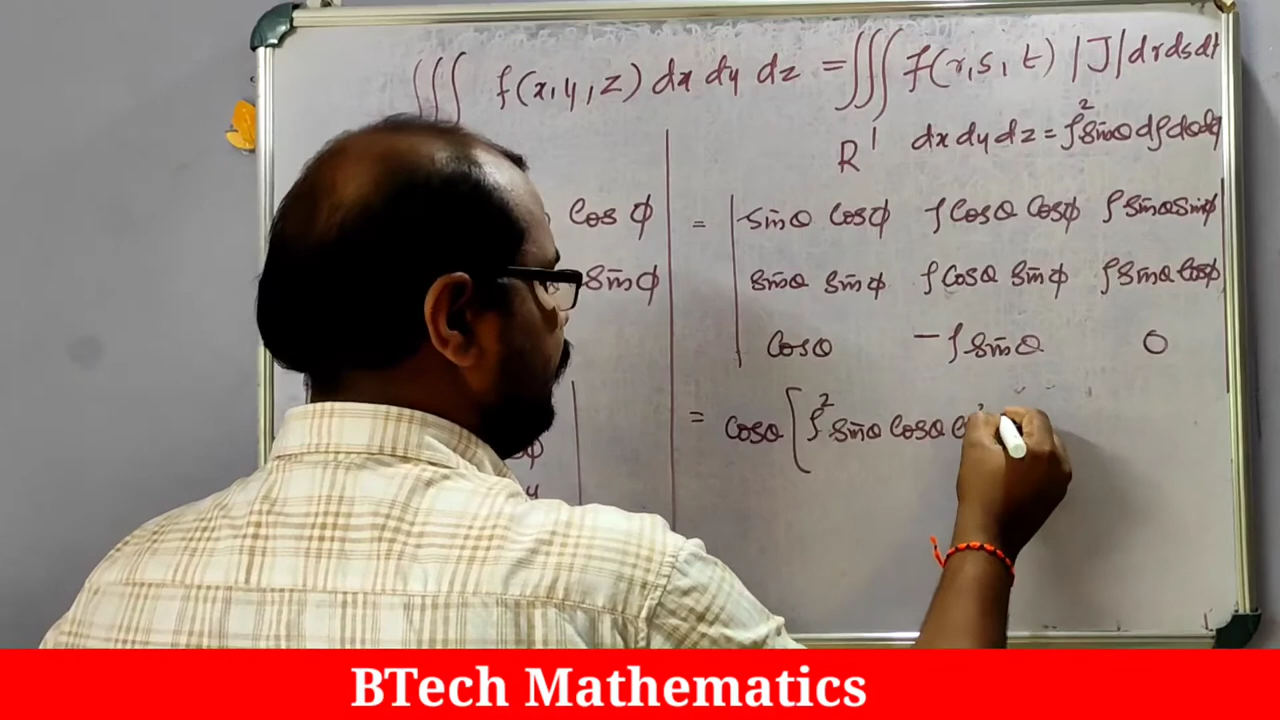 ∭ f(x,y,z) dx dy dz = ∭ f(r,s,t) |J| dr ds dt
R' dx dy dz = ρ² sinθ dρ dθ dφ
cos φ
sin φ
= | sinθ cosφ ρ cosθ cosφ ρ sinθ sinφ
sinθ sinφ ρ cosθ sinφ ρ sinθ cosφ
cosθ - ρ sinθ 0
= cosθ [ρ² sinθ cosθ
BTech Mathematics